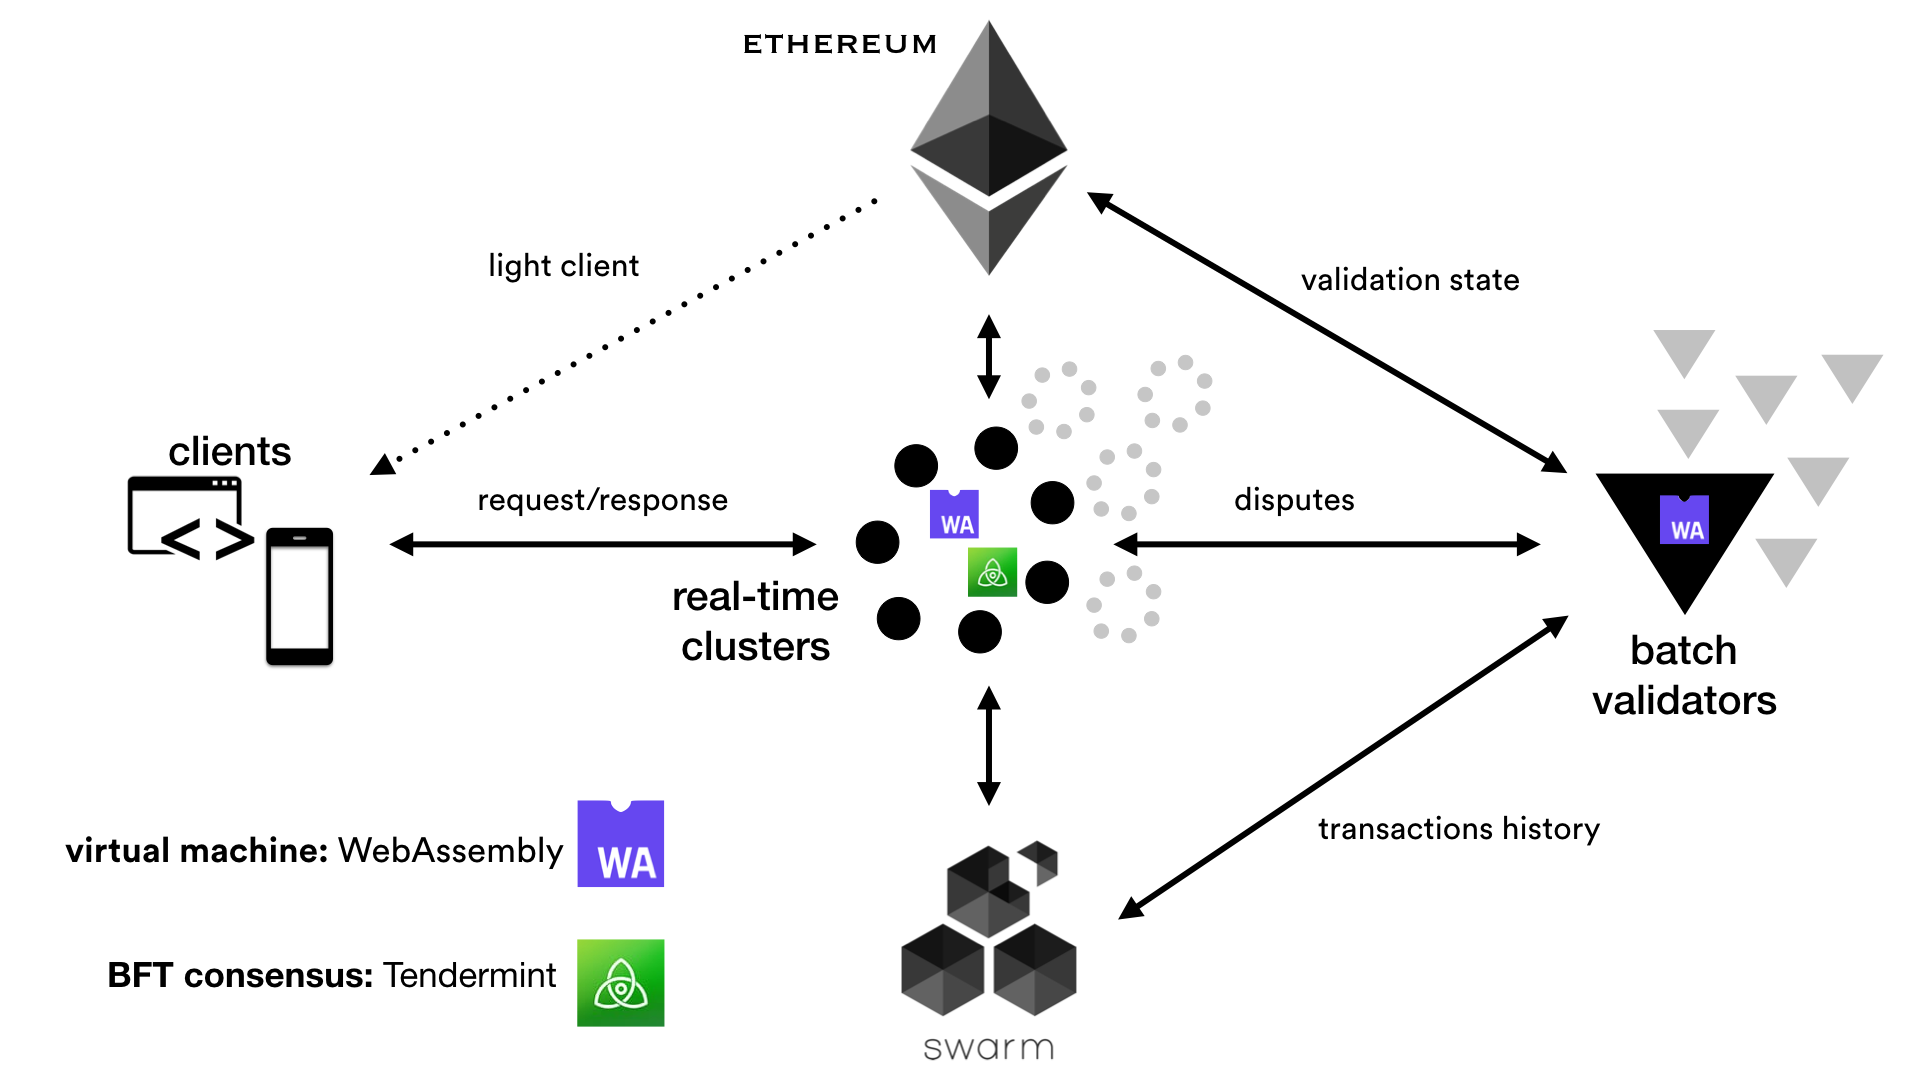 ETHEREUM
light client
validation state
clients
request/response
disputes
WA
WA
real-time
clusters
batch
validators
transactions history
virtual machine: WebAssembly
WA
BFT consensus: Tendermint
swarm